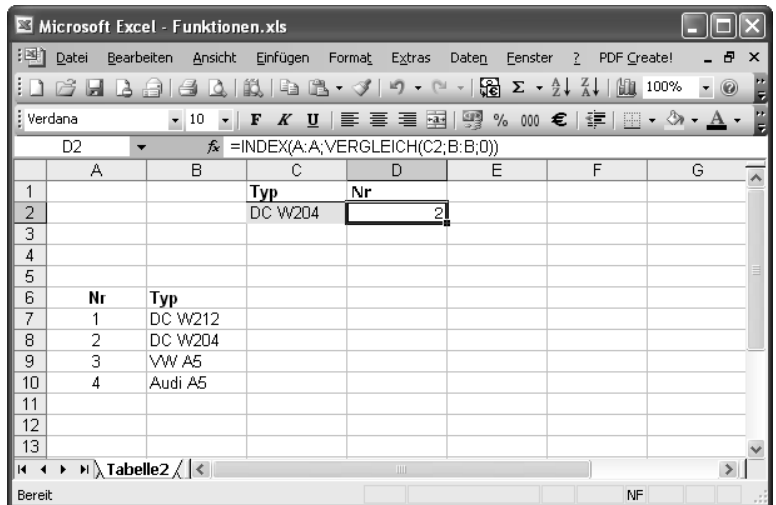 Microsoft Excel - Funktionen.xls
Datei Bearbeiten Ansicht Einfügen Format Extras Daten Fenster ? PDF Create!
100%
Verdana 10 F K U % 000 € A
D2 fx =INDEX(A:A;VERGLEICH(C2;B:B;0))
A B C D E F G
1 Typ Nr
2 DC W204 2
3
4
5
6 Nr Typ
7 1 DC W212
8 2 DC W204
9 3 VW A5
10 4 Audi A5
11
12
13
Tabelle2
Bereit NF